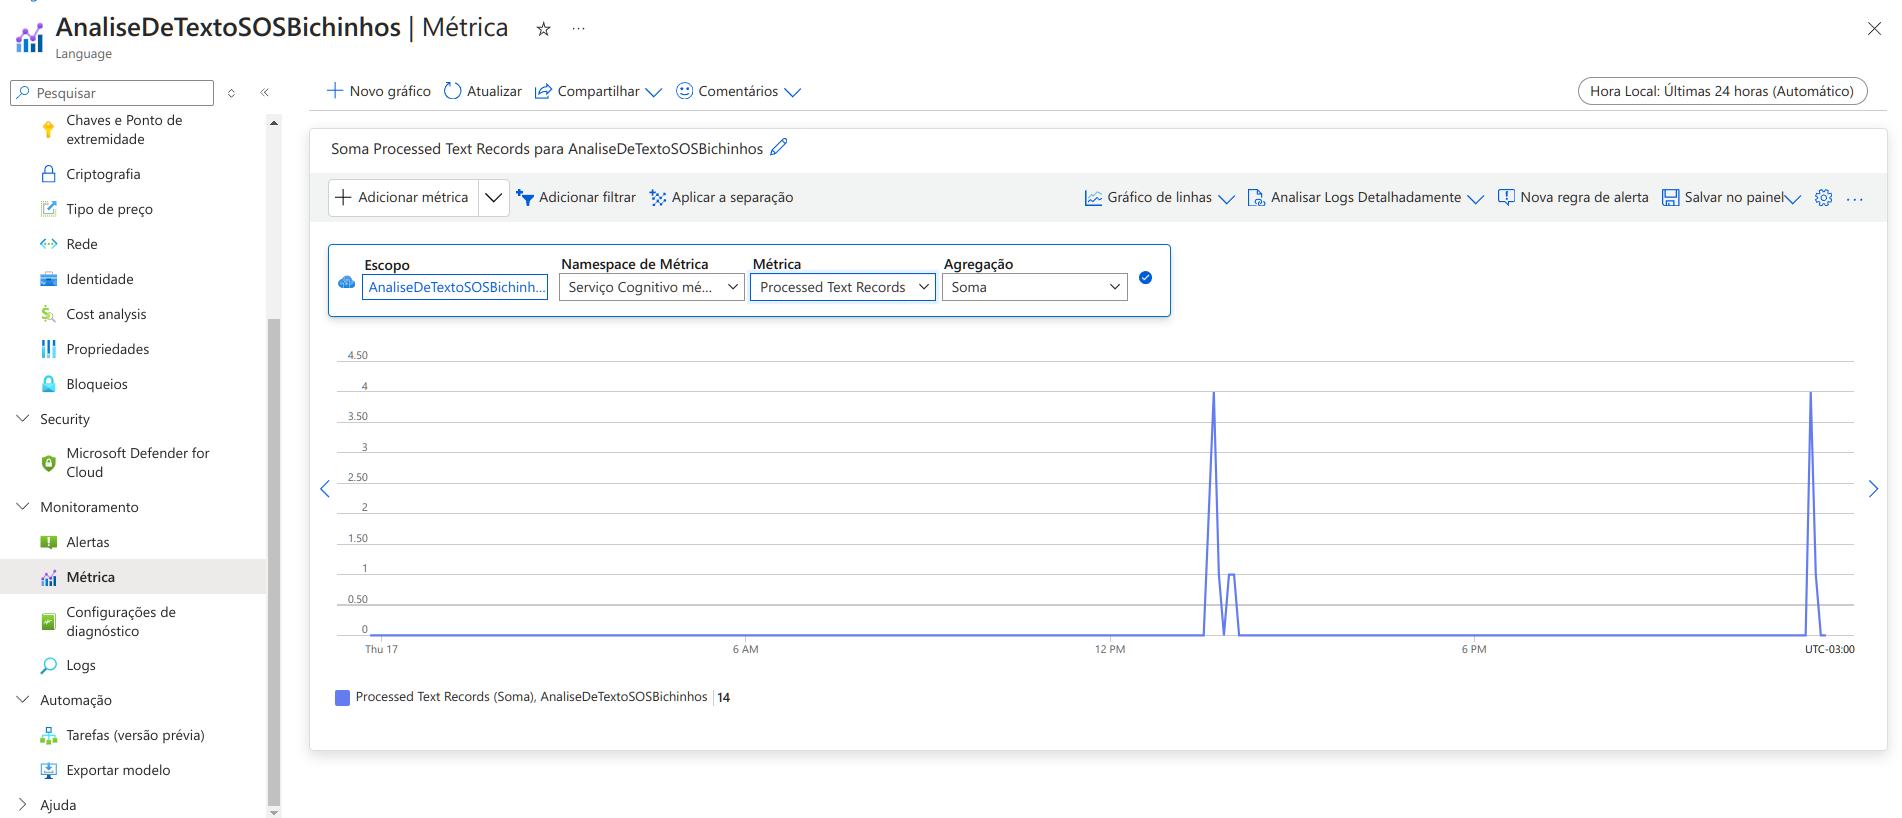 AnaliseDeTextoSOSBichinhos | Métrica
Language
Pesquisar
Chaves e Ponto de
extremidade
Criptografia
Tipo de preço
Rede
Identidade
Cost analysis
Propriedades
Bloqueios
Security
Microsoft Defender for
Cloud
Monitoramento
Alertas
Métrica
Configurações de
diagnóstico
Logs
Automação
Tarefas (versão prévia)
Exportar modelo
Ajuda
Novo gráfico Atualizar Compartilhar Comentários
Hora Local: Últimas 24 horas (Automático)
Soma Processed Text Records para AnaliseDeTextoSOSBichinhos
Adicionar métrica Adicionar filtrar Aplicar a separação
Gráfico de linhas Analisar Logs Detalhadamente Nova regra de alerta Salvar no painel
Escopo Namespace de Métrica Métrica Agregação
AnaliseDeTextoSOSBichinh... Serviço Cognitivo mé... Processed Text Records Soma
4.50
4
3.50
3
2.50
2
1.50
1
0.50
0
Thu 17 6 AM 12 PM 6 PM UTC-03:00
Processed Text Records (Soma), AnaliseDeTextoSOSBichinhos 14